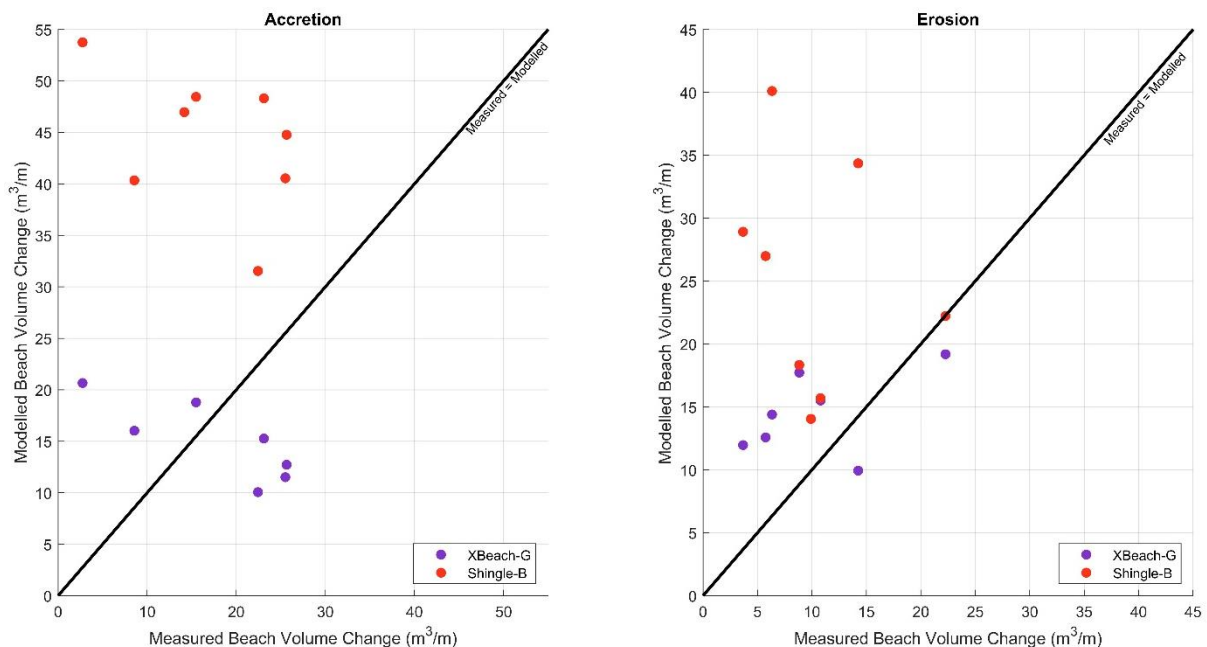 Accretion
55
50
45
40
35
30
25
20
15
10
5
0
Modelled Beach Volume Change (m³/m)
Measured = Modelled
XBeach-G
Shingle-B
0 10 20 30 40 50
Measured Beach Volume Change (m³/m)
Erosion
45
40
35
30
25
20
15
10
5
0
Modelled Beach Volume Change (m³/m)
Measured = Modelled
XBeach-G
Shingle-B
0 5 10 15 20 25 30 35 40 45
Measured Beach Volume Change (m³/m)